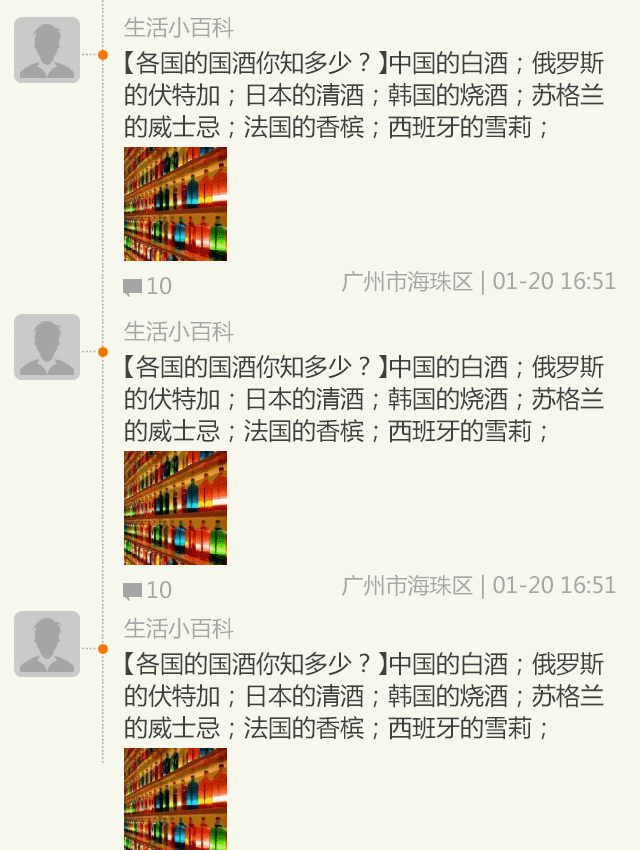 生活小百科
【各国的国酒你知多少？】中国的白酒；俄罗斯
的伏特加；日本的清酒；韩国的烧酒；苏格兰
的威士忌；法国的香槟；西班牙的雪莉；
10
广州市海珠区 | 01-20 16:51
生活小百科
【各国的国酒你知多少？】中国的白酒；俄罗斯
的伏特加；日本的清酒；韩国的烧酒；苏格兰
的威士忌；法国的香槟；西班牙的雪莉；
10
广州市海珠区 | 01-20 16:51
生活小百科
【各国的国酒你知多少？】中国的白酒；俄罗斯
的伏特加；日本的清酒；韩国的烧酒；苏格兰
的威士忌；法国的香槟；西班牙的雪莉；